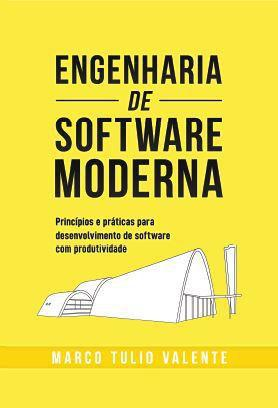 ENGENHARIA
DE
SOFTWARE
MODERNA
Princípios e práticas para
desenvolvimento de software
com produtividade
MARCO TULIO VALENTE